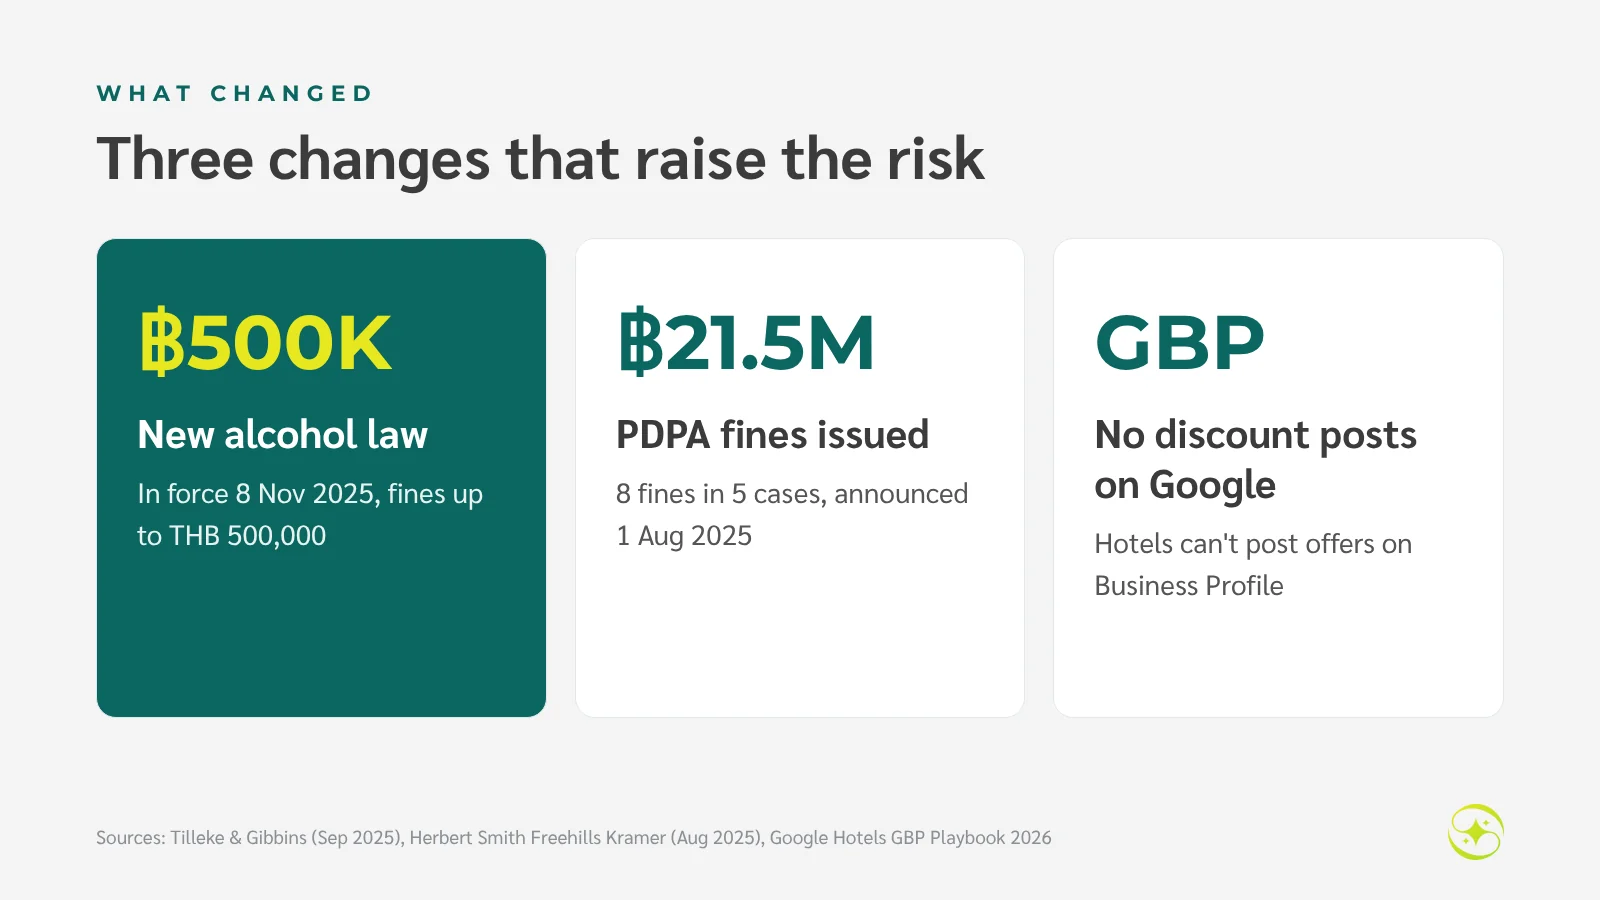 WHAT CHANGED
Three changes that raise the risk
฿500K
New alcohol law
In force 8 Nov 2025, fines up
to THB 500,000
฿21.5M
PDPA fines issued
8 fines in 5 cases, announced
1 Aug 2025
GBP
No discount posts
on Google
Hotels can't post offers on
Business Profile
Sources: Tilleke & Gibbins (Sep 2025), Herbert Smith Freehills Kramer (Aug 2025), Google Hotels GBP Playbook 2026